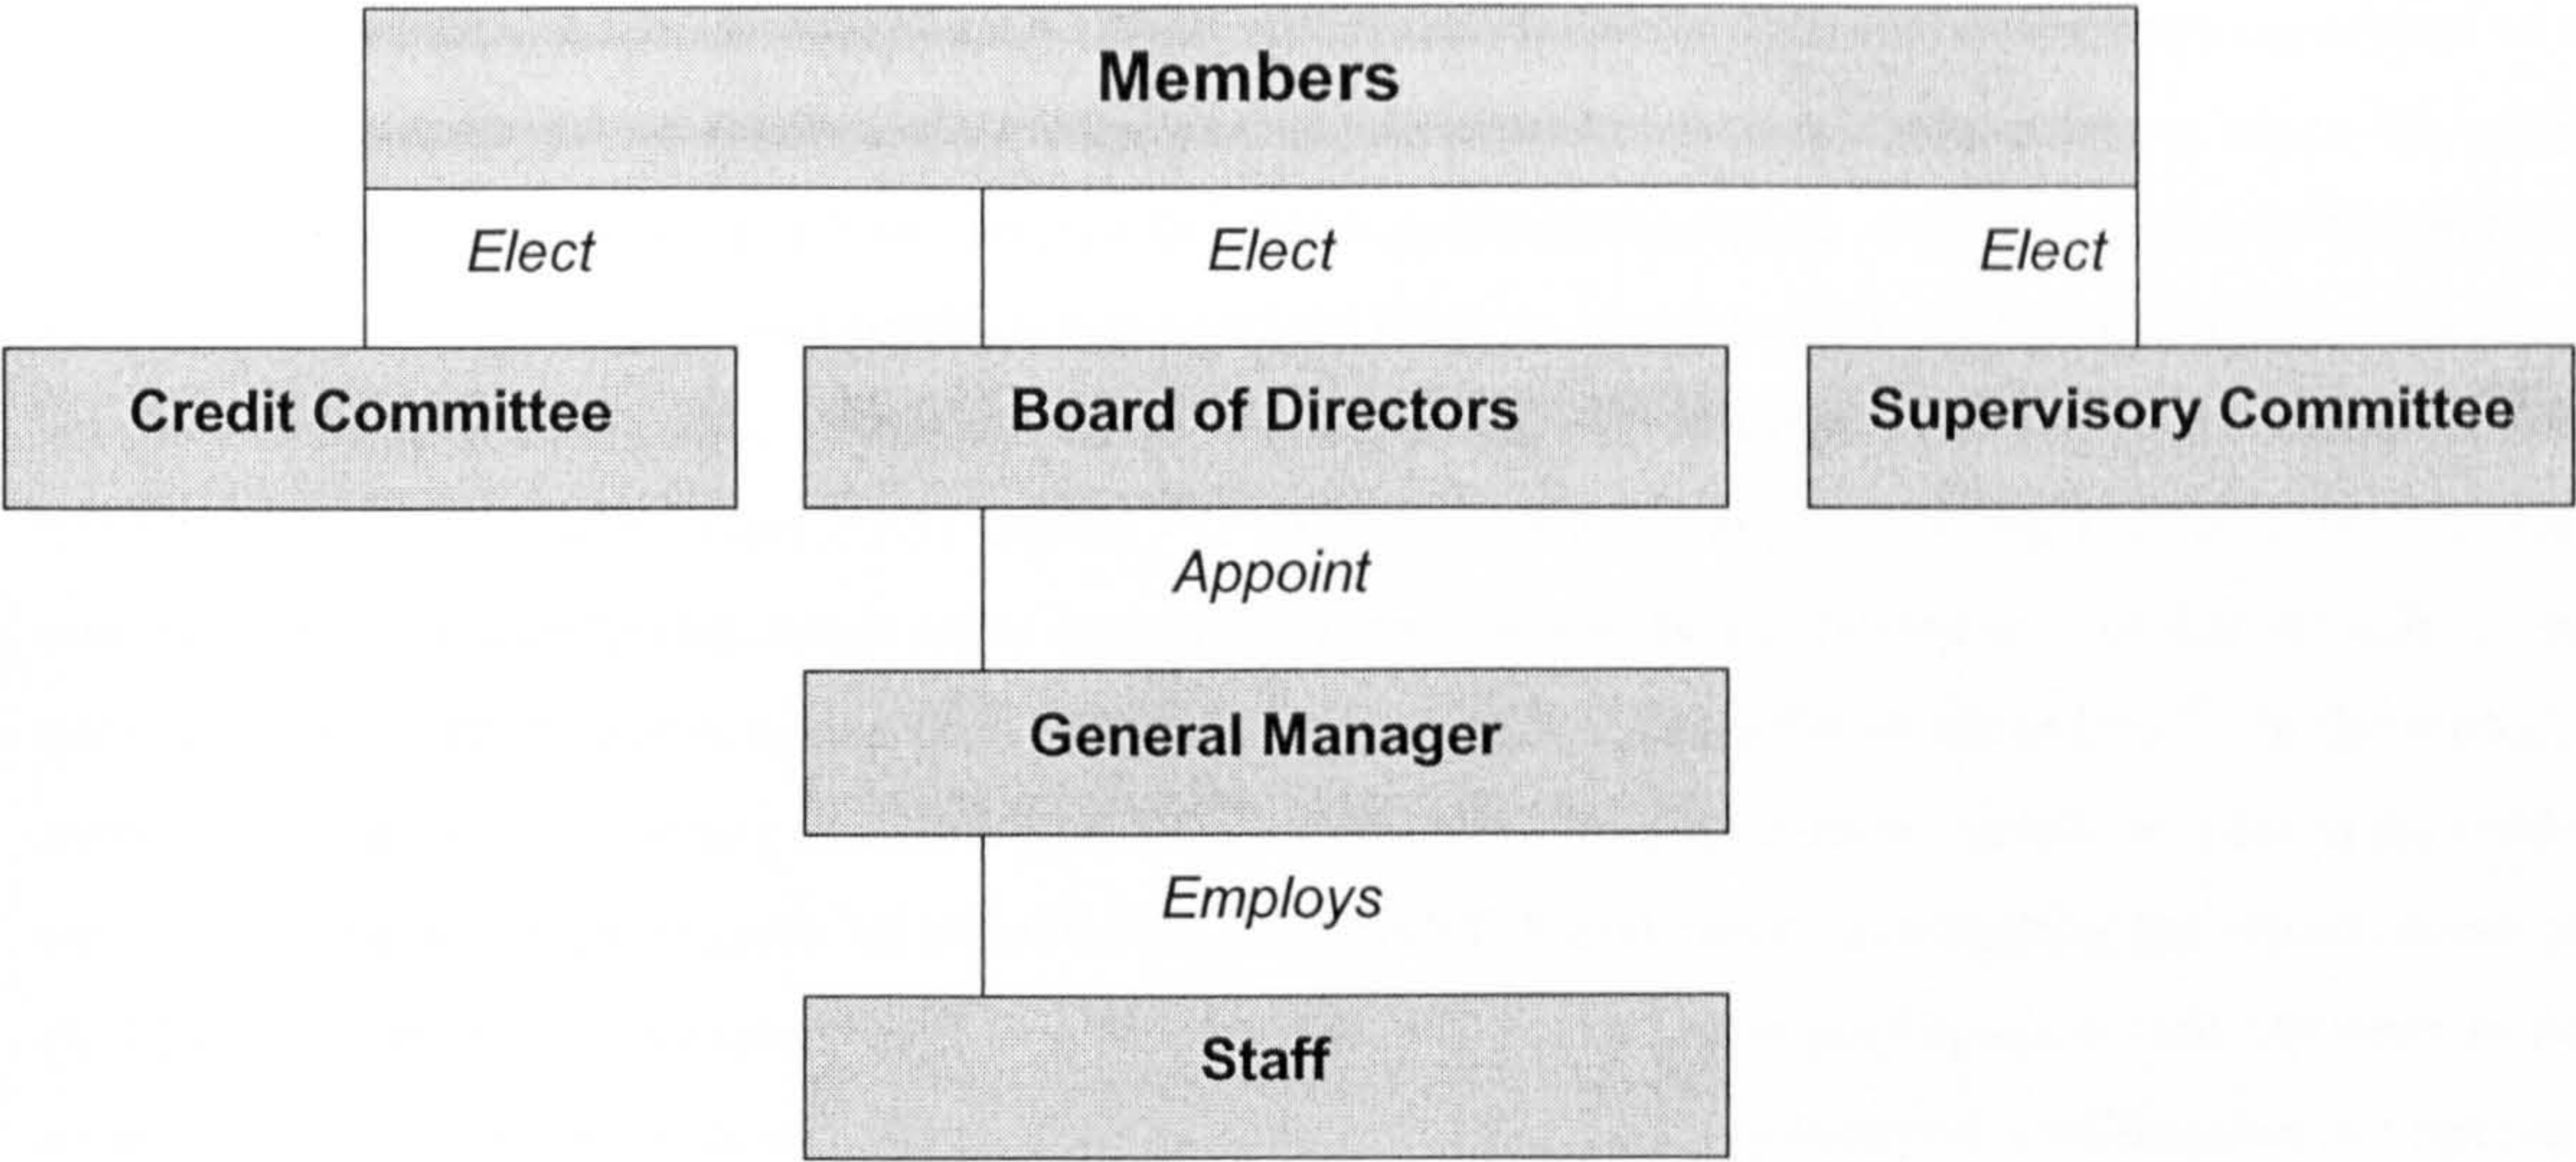 Members
Elect Elect Elect
Credit Committee Board of Directors Supervisory Committee
Appoint
General Manager
Employs
Staff